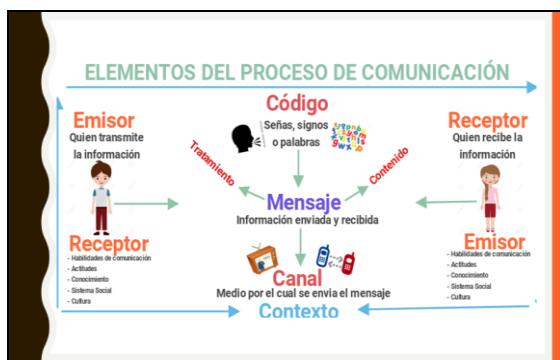 ELEMENTOS DEL PROCESO DE COMUNICACIÓN
Emisor
Quien transmite
la información
Código
Señas, signos
o palabras
Receptor
Quien recibe la
información
Tratamiento
Contenido
Mensaje
Información enviada y recibida
Receptor
- Habilidades de comunicación
- Actitudes
- Conocimiento
- Sistema Social
- Cultura
Canal
Medio por el cual se envia el mensaje
Contexto
Emisor
- Habilidades de comunicación
- Actitudes
- Conocimiento
- Sistema Social
- Cultura